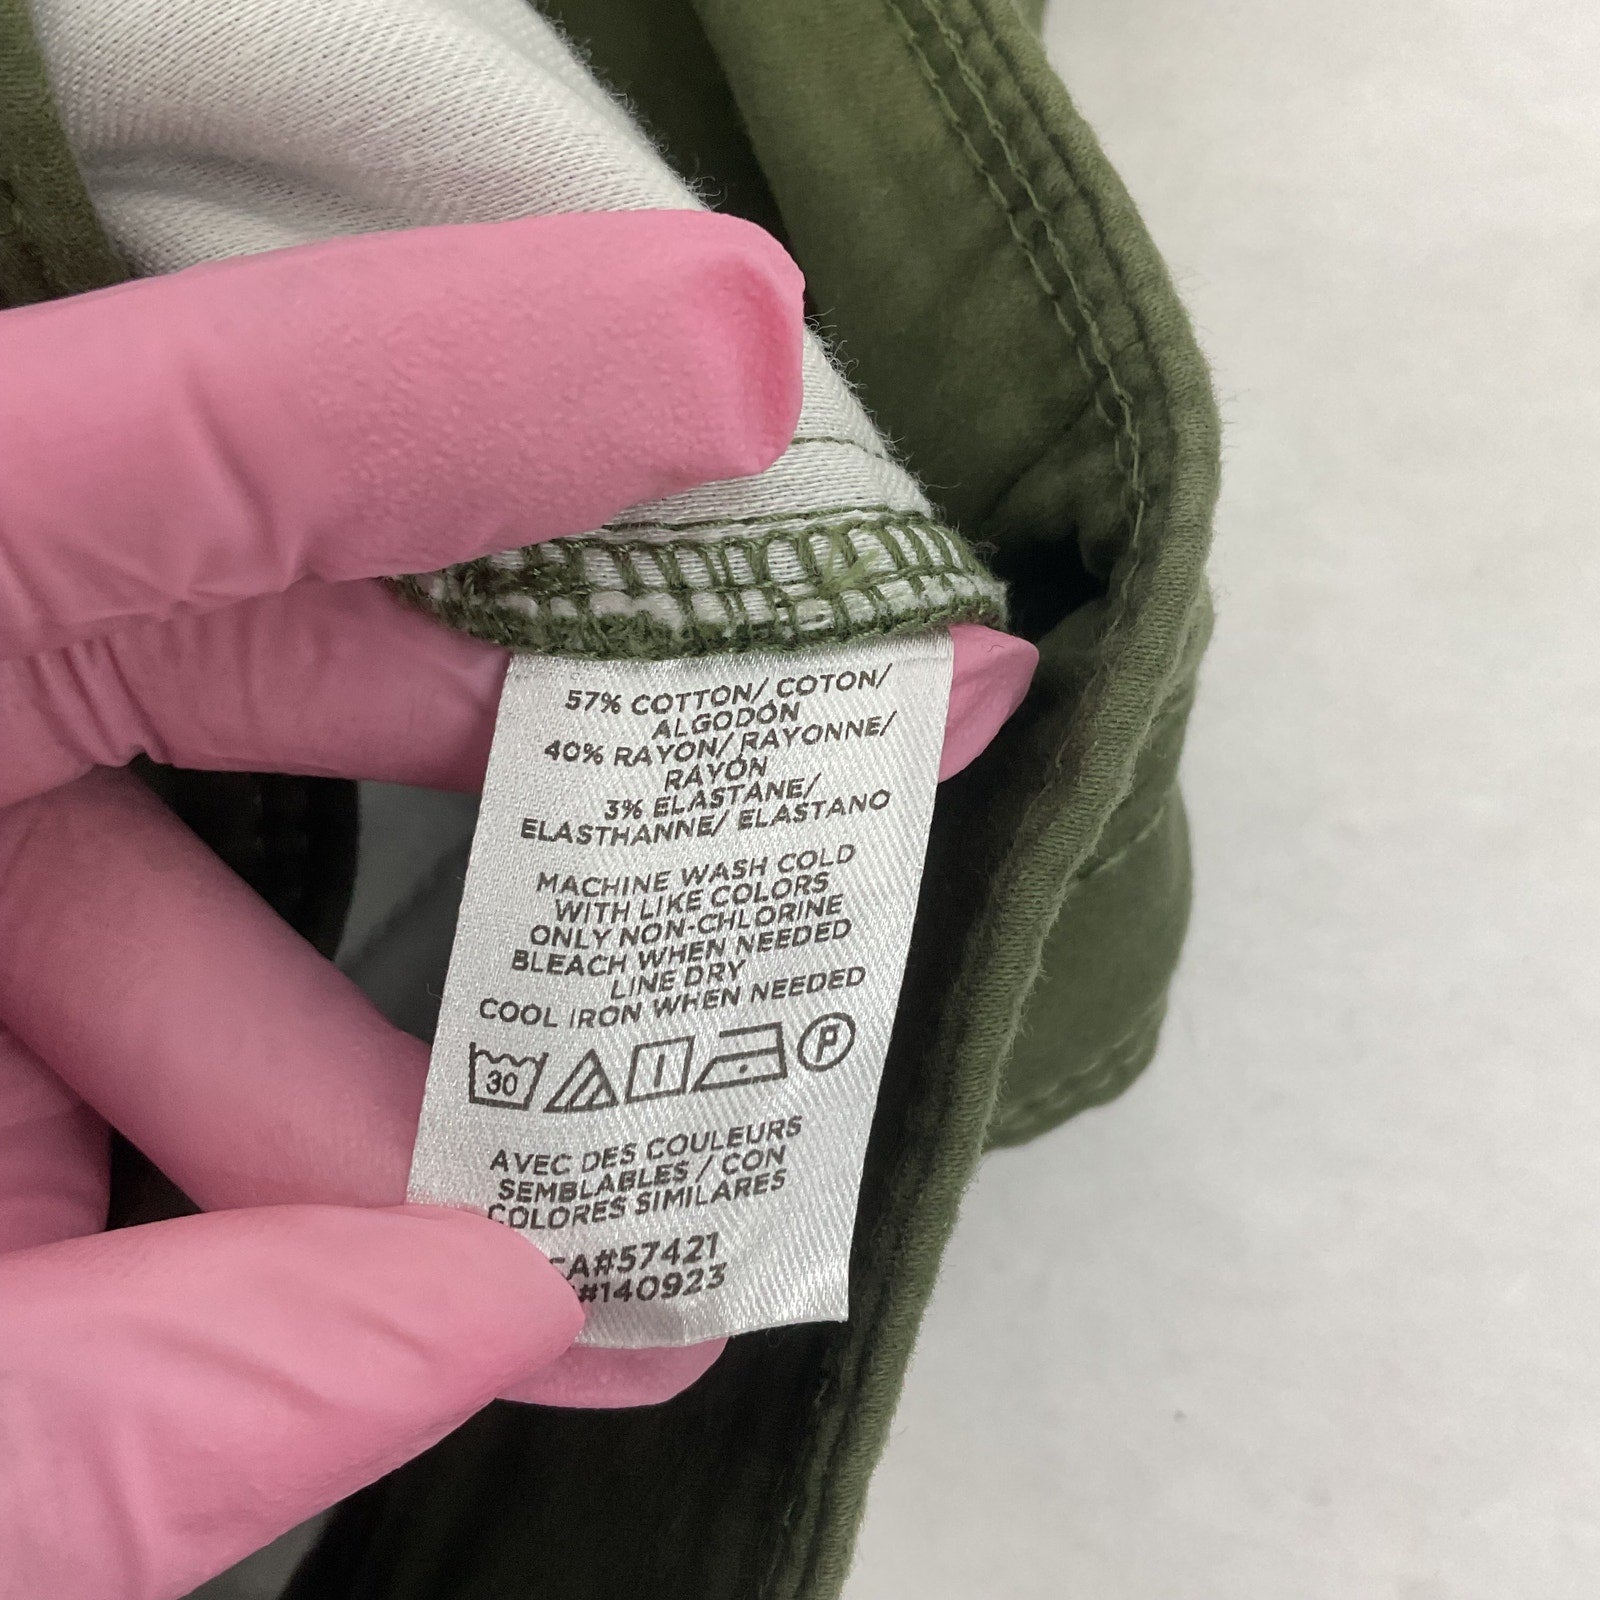 57% COTTON/ COTON/
ALGODÓN
40% RAYON/ RAYONNE/
RAYÓN
3% ELASTANE/
ELASTHANNE/ ELASTANO
MACHINE WASH COLD
WITH LIKE COLORS
ONLY NON-CHLORINE
BLEACH WHEN NEEDED
LINE DRY
COOL IRON WHEN NEEDED
30 P
AVEC DES COULEURS
SEMBLABLES / CON
COLORES SIMILARES
A#57421
#140923